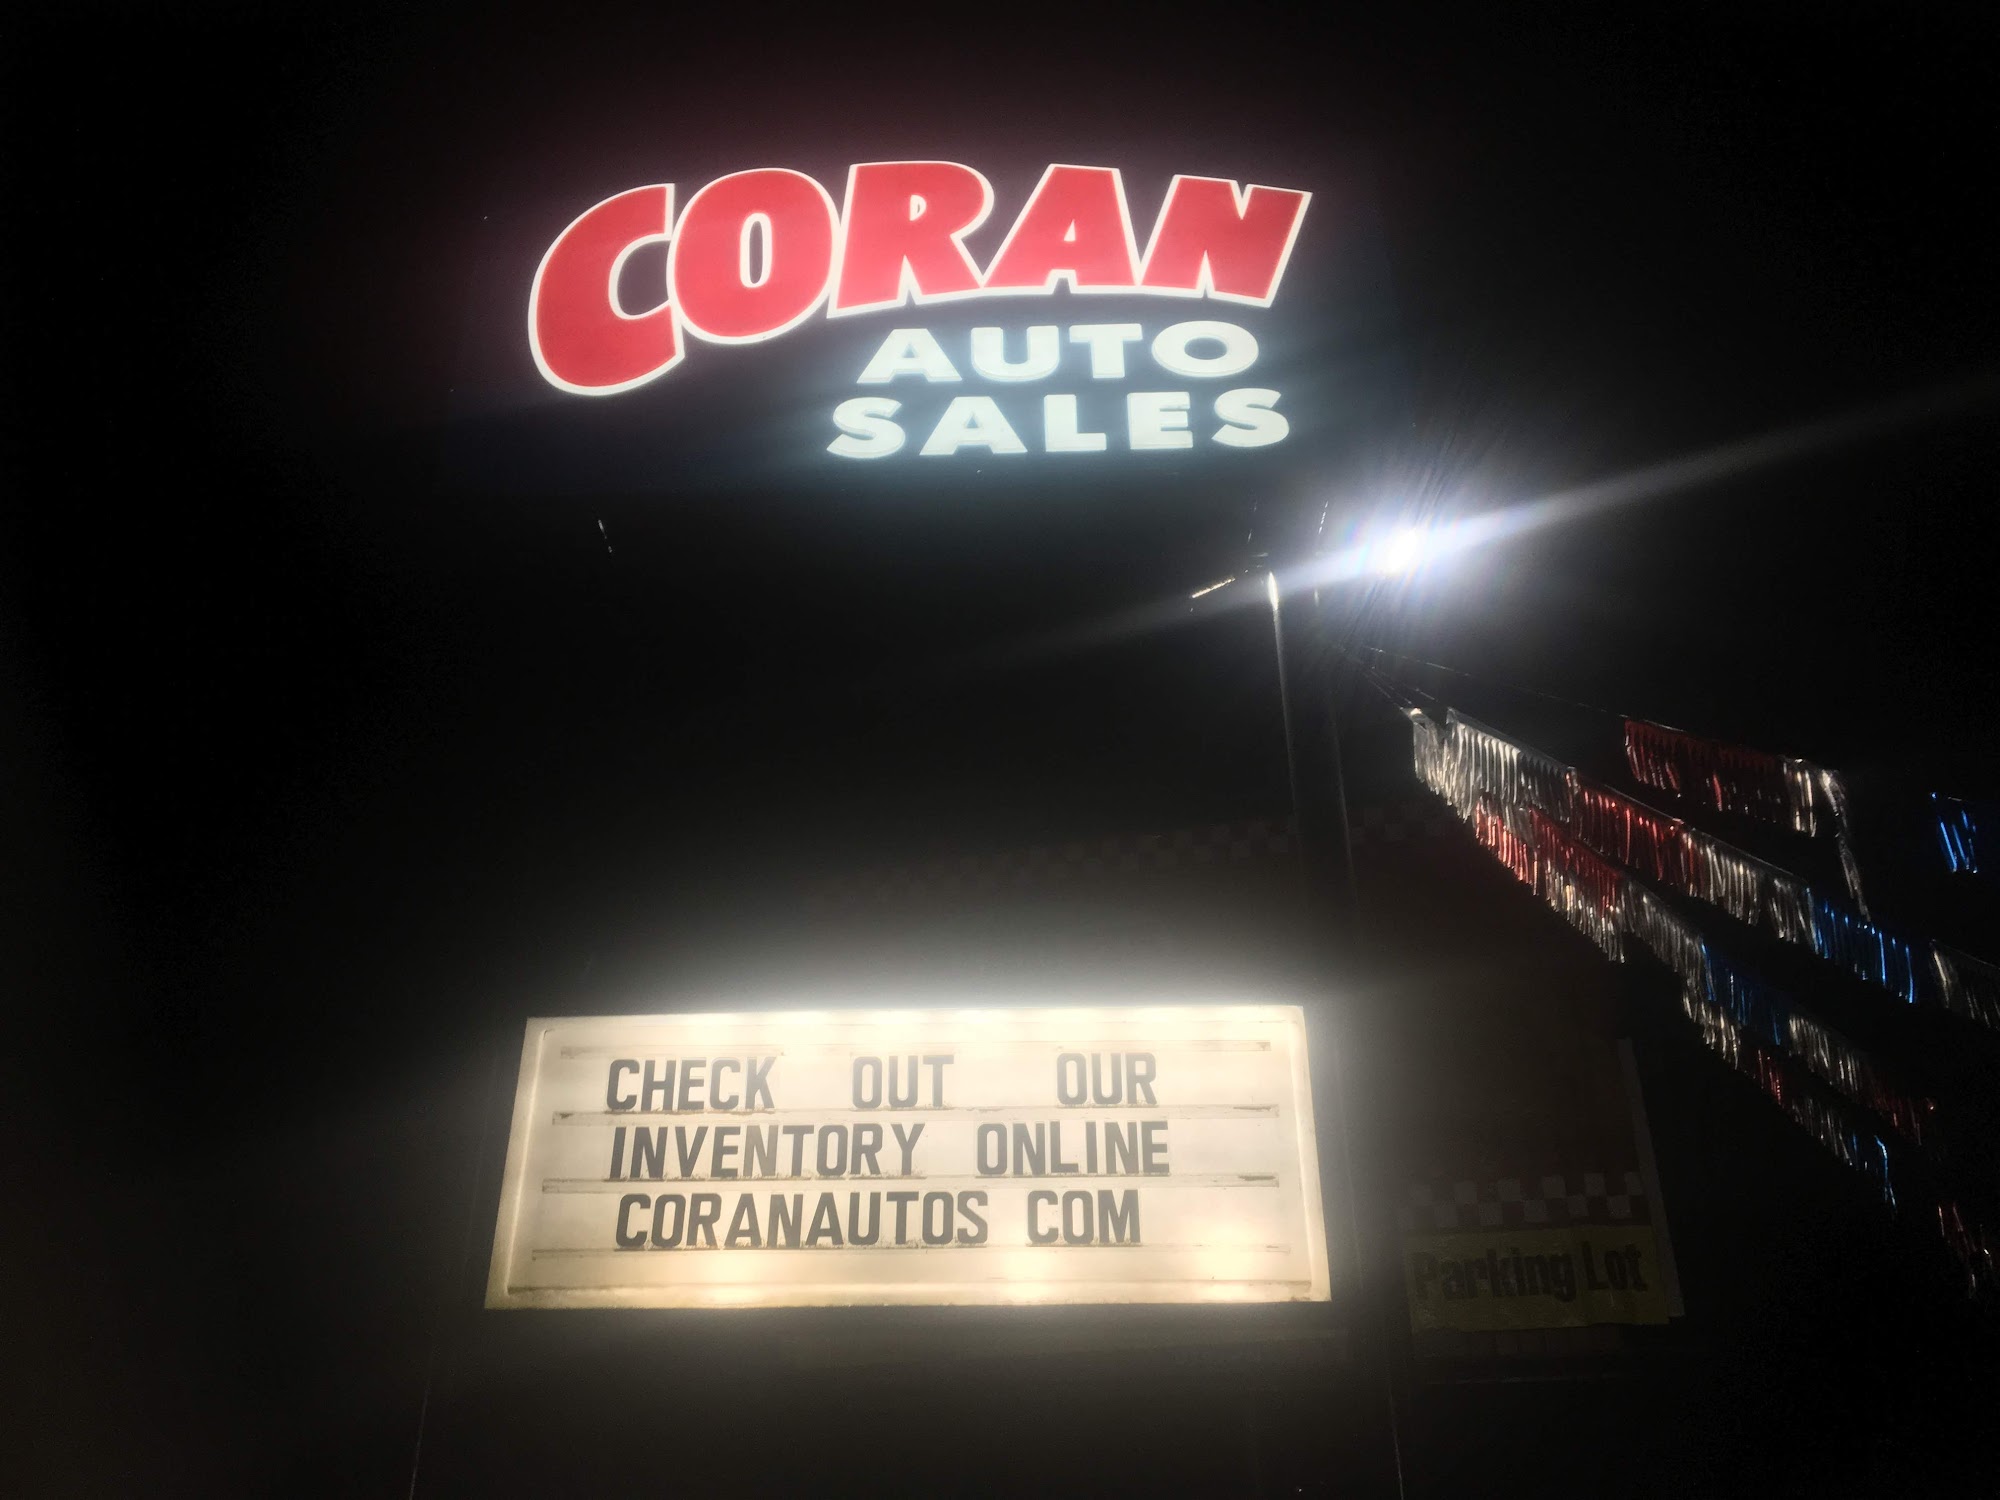 CORAN
AUTO
SALES
CHECK OUT OUR
INVENTORY ONLINE
CORANAUTOS COM
Parking Lot